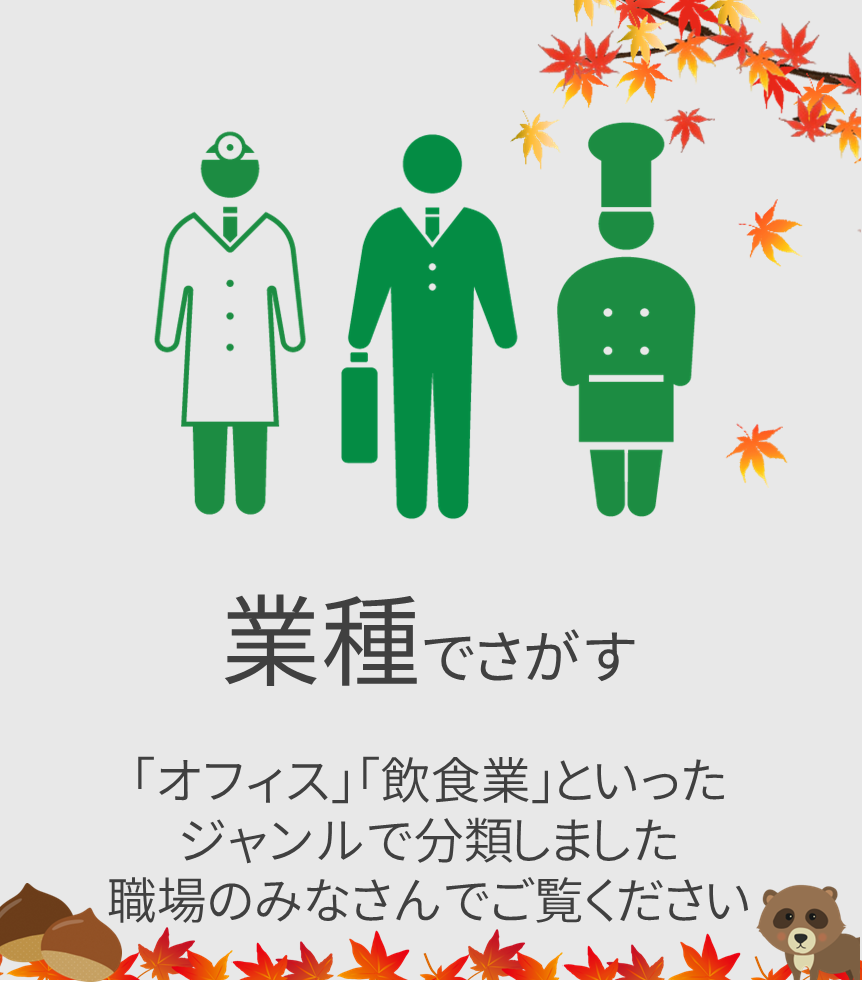 業種でさがす
「オフィス」「飲食業」といった
ジャンルで分類しました
職場のみなさんでご覧ください